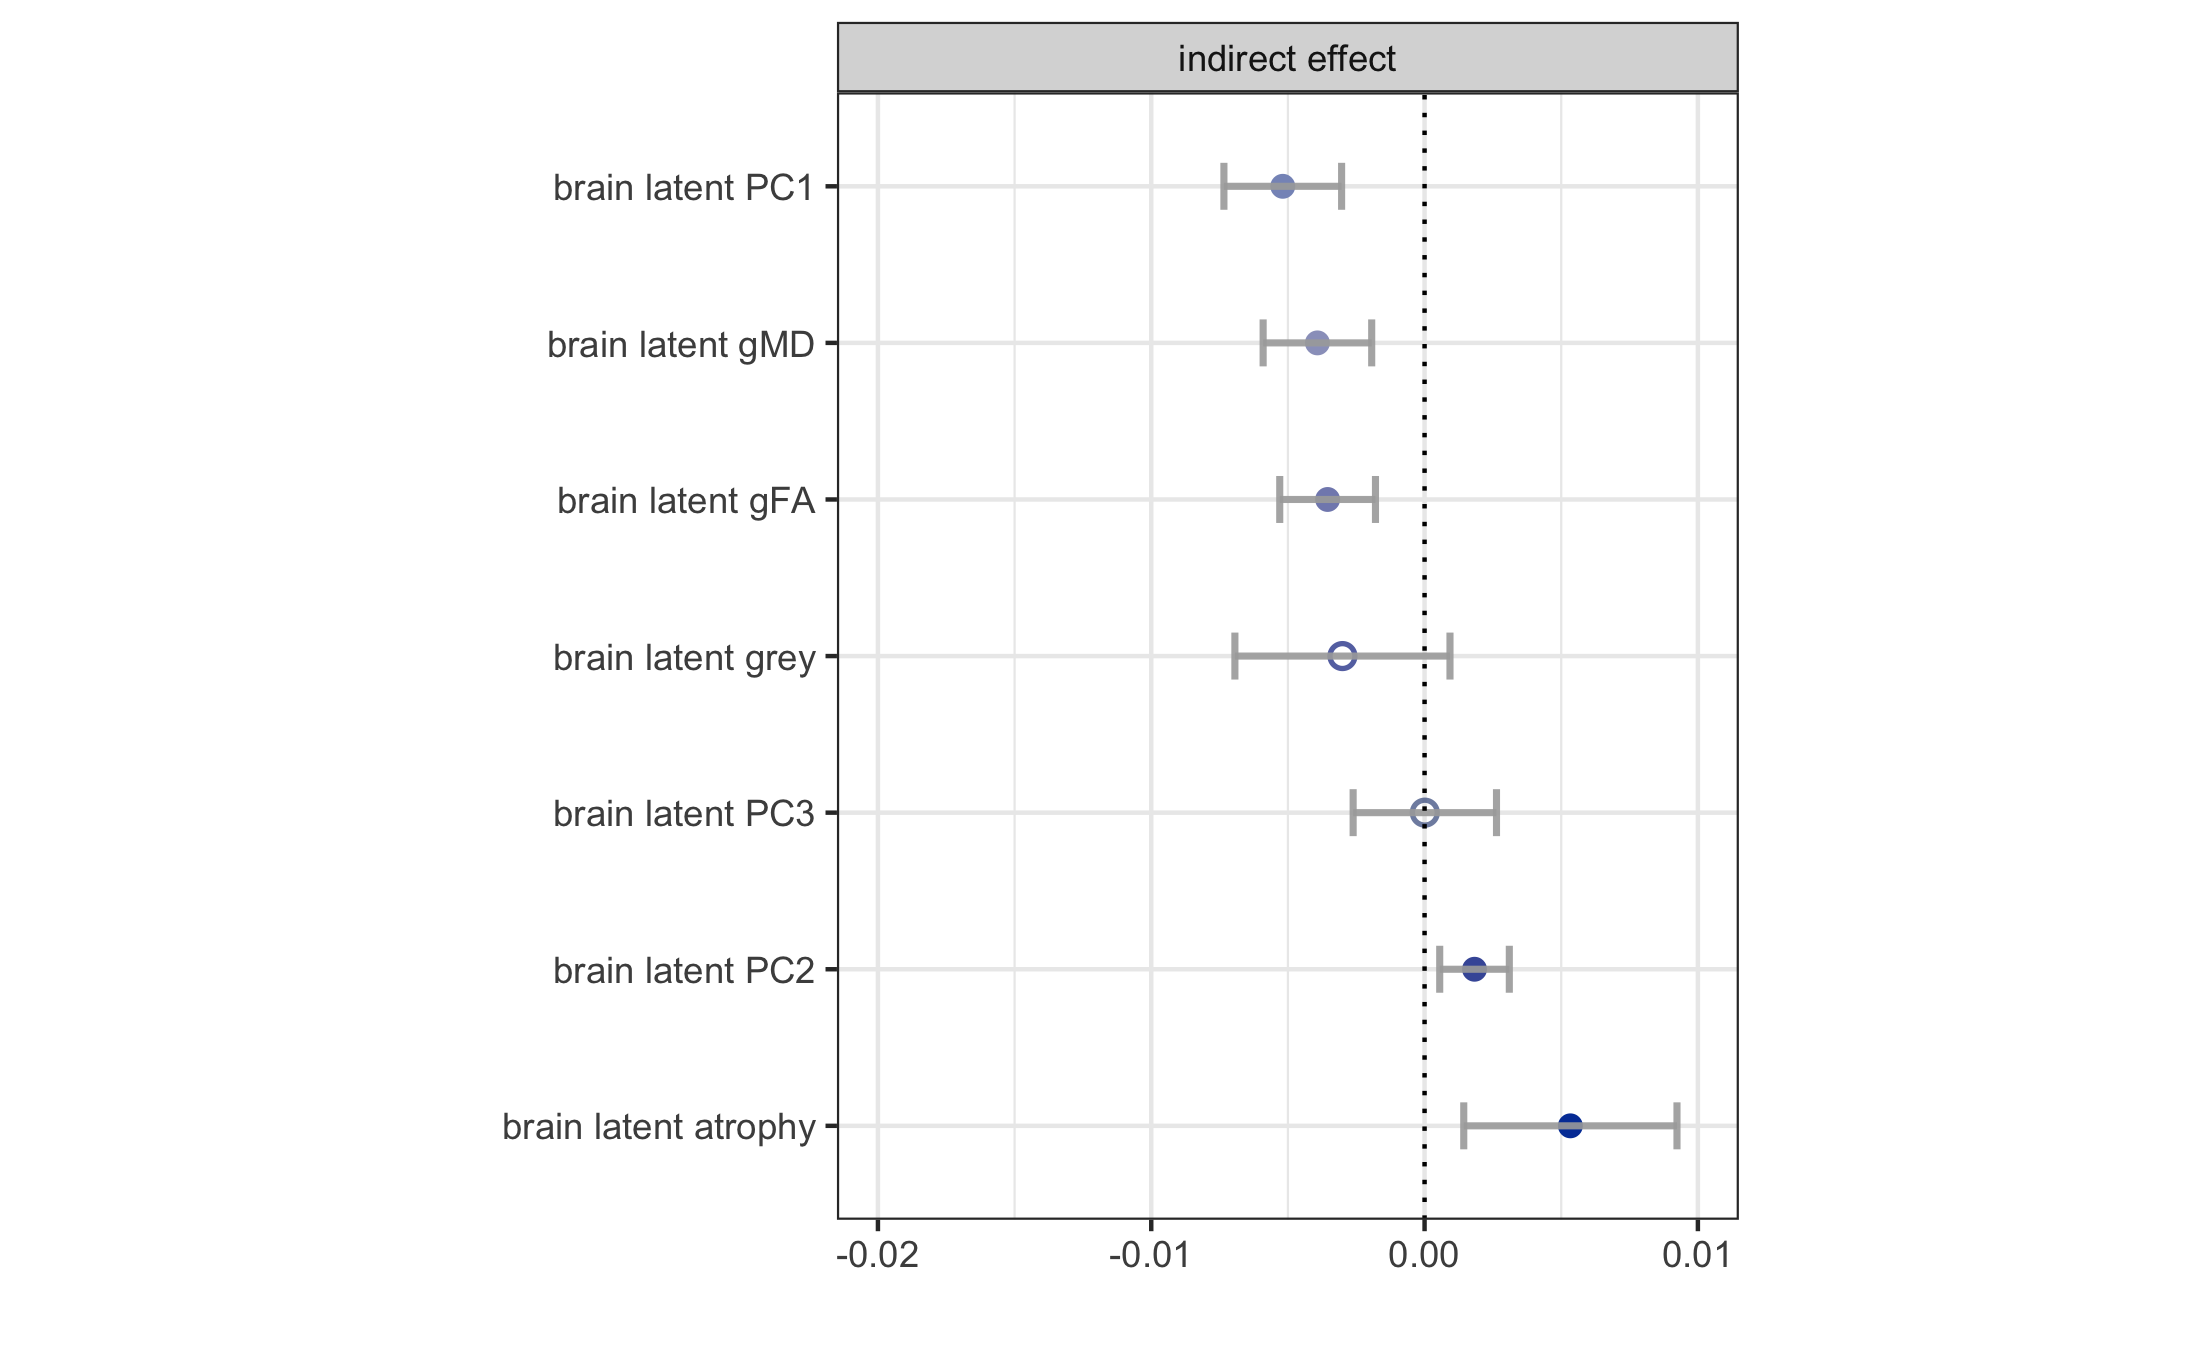 indirect effect
brain latent PC1
brain latent gMD
brain latent gFA
brain latent grey
brain latent PC3
brain latent PC2
brain latent atrophy
-0.02 -0.01 0.00 0.01